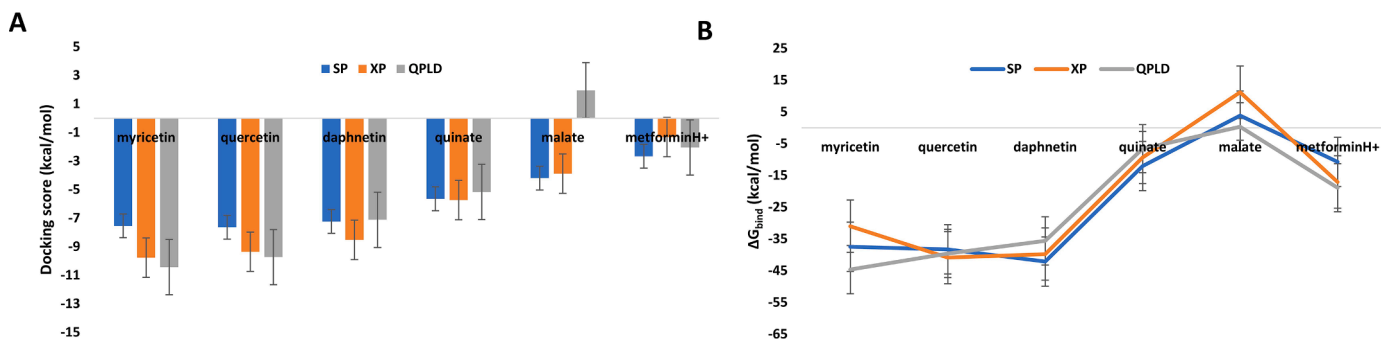 A
Docking score (kcal/mol)
5
3
1
-1
-3
-5
-7
-9
-11
-13
-15
SP XP QPLD
myricetin quercetin daphnetin quinate malate metforminH+
B
ΔGbind (kcal/mol)
25
15
5
-5
-15
-25
-35
-45
-55
-65
SP XP QPLD
myricetin quercetin daphnetin quinate malate metforminH+